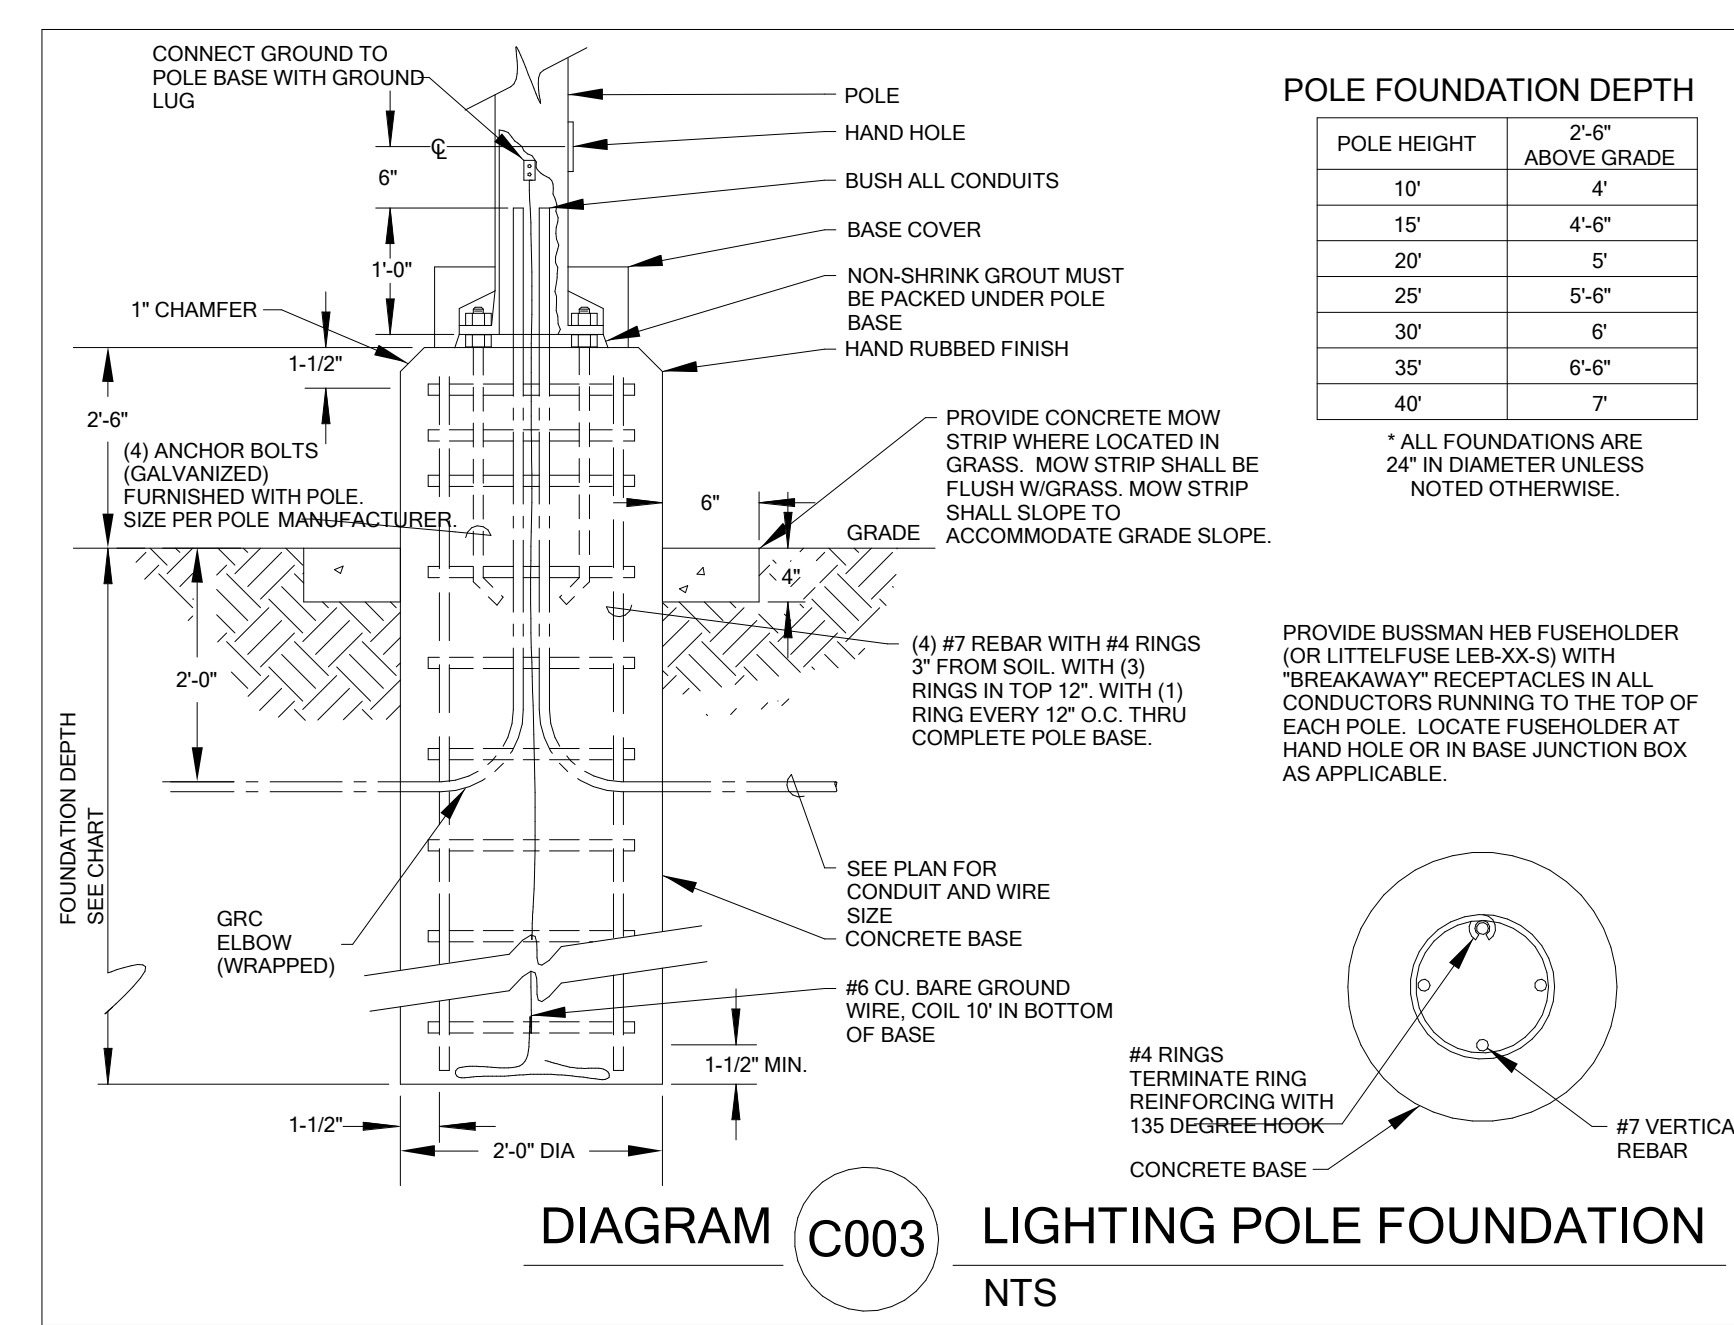 CONNECT GROUND TO
POLE BASE WITH GROUND
LUG
℄
6"
1'-0"
1" CHAMFER
1-1/2"
2'-6"
(4) ANCHOR BOLTS
(GALVANIZED)
FURNISHED WITH POLE.
SIZE PER POLE MANUFACTURER.
2'-0"
FOUNDATION DEPTH
SEE CHART
GRC
ELBOW
(WRAPPED)
1-1/2"
2'-0" DIA
POLE
HAND HOLE
BUSH ALL CONDUITS
BASE COVER
NON-SHRINK GROUT MUST
BE PACKED UNDER POLE
BASE
HAND RUBBED FINISH
PROVIDE CONCRETE MOW
STRIP WHERE LOCATED IN
GRASS. MOW STRIP SHALL BE
FLUSH W/GRASS. MOW STRIP
SHALL SLOPE TO
ACCOMMODATE GRADE SLOPE.
6"
GRADE
4"
(4) #7 REBAR WITH #4 RINGS
3" FROM SOIL. WITH (3)
RINGS IN TOP 12". WITH (1)
RING EVERY 12" O.C. THRU
COMPLETE POLE BASE.
SEE PLAN FOR
CONDUIT AND WIRE
SIZE
CONCRETE BASE
#6 CU. BARE GROUND
WIRE, COIL 10' IN BOTTOM
OF BASE
1-1/2" MIN.
POLE FOUNDATION DEPTH
POLE HEIGHT 2'-6"
ABOVE GRADE
10' 4'
15' 4'-6"
20' 5'
25' 5'-6"
30' 6'
35' 6'-6"
40' 7'
* ALL FOUNDATIONS ARE
24" IN DIAMETER UNLESS
NOTED OTHERWISE.
PROVIDE BUSSMAN HEB FUSEHOLDER
(OR LITTELFUSE LEB-XX-S) WITH
"BREAKAWAY" RECEPTACLES IN ALL
CONDUCTORS RUNNING TO THE TOP OF
EACH POLE. LOCATE FUSEHOLDER AT
HAND HOLE OR IN BASE JUNCTION BOX
AS APPLICABLE.
#4 RINGS
TERMINATE RING
REINFORCING WITH
135 DEGREE HOOK
CONCRETE BASE
#7 VERTICA
REBAR
DIAGRAM C003 LIGHTING POLE FOUNDATION
NTS